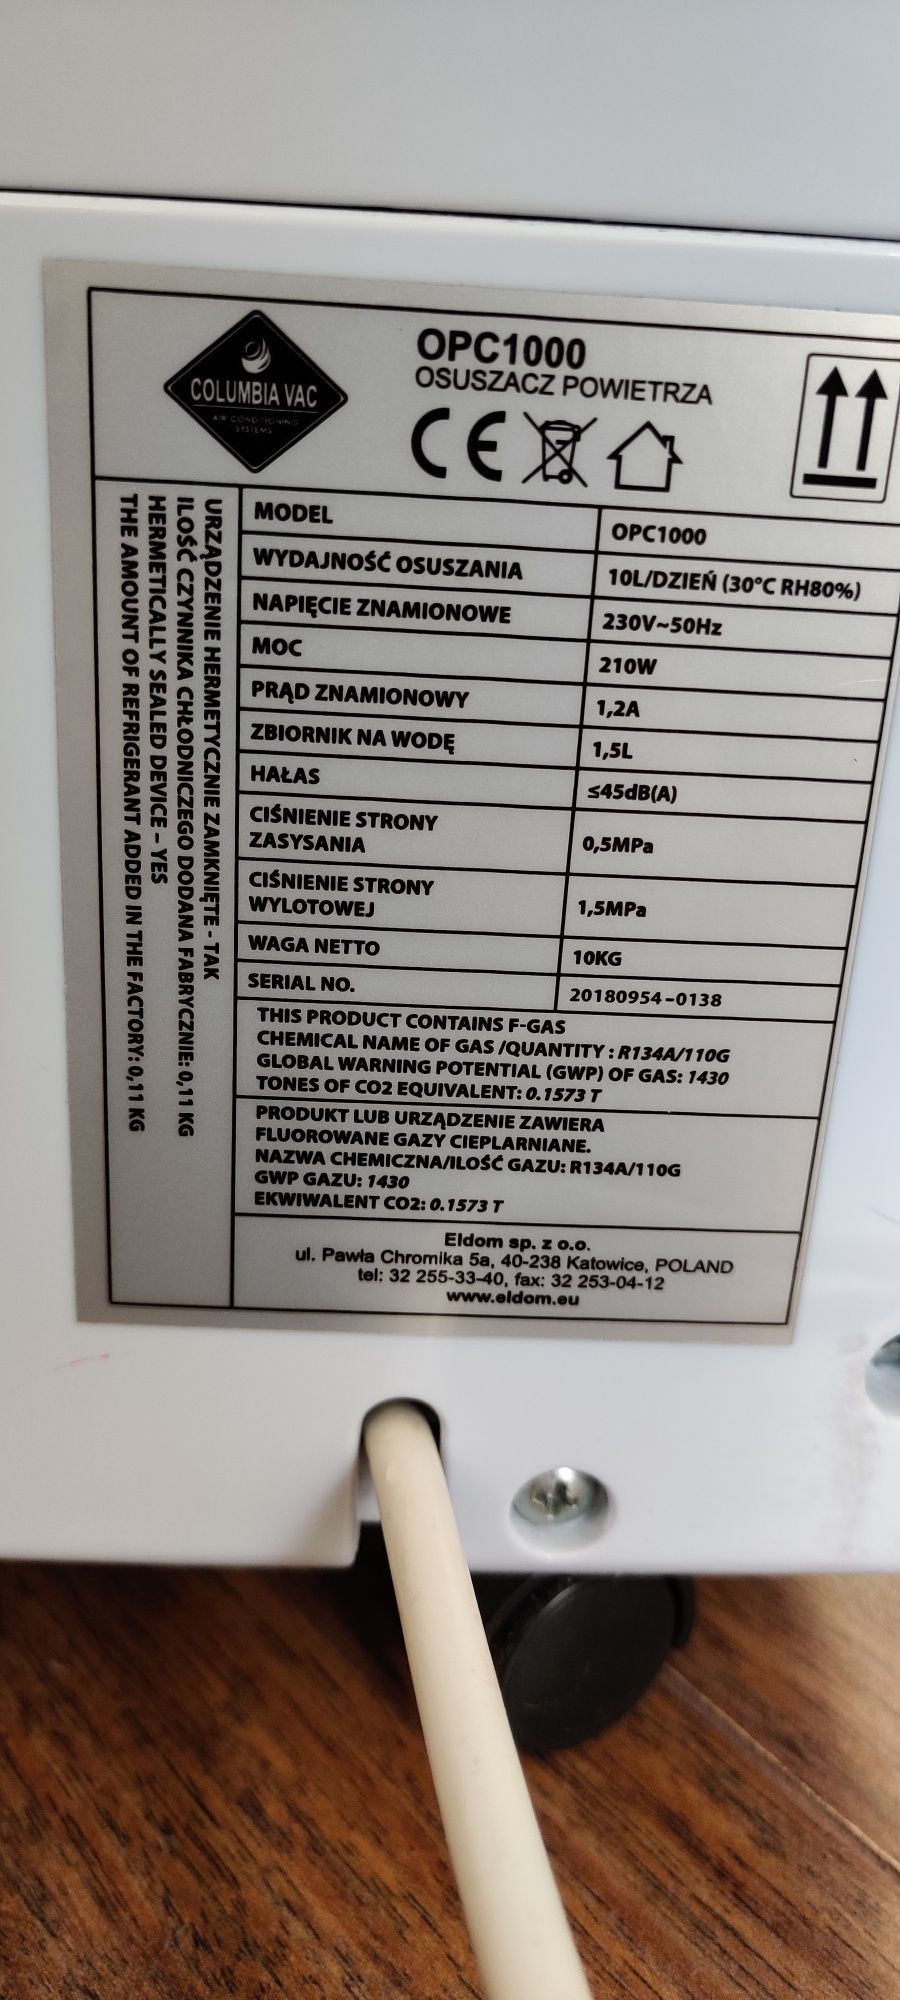 COLUMBIA VAC
AIR CONDITIONING
SYSTEMS
OPC1000
OSUSZACZ POWIETRZA
CE
URZĄDZENIE HERMETYCZNIE ZAMKNIĘTE - TAK
ILOŚĆ CZYNNIKA CHŁODNICZEGO DODANA FABRYCZNIE: 0,11 KG
HERMETICALLY SEALED DEVICE – YES
THE AMOUNT OF REFRIGERANT ADDED IN THE FACTORY: 0,11 KG
MODEL OPC1000
WYDAJNOŚĆ OSUSZANIA 10L/DZIEŃ (30°C RH80%)
NAPIĘCIE ZNAMIONOWE 230V~50Hz
MOC 210W
PRĄD ZNAMIONOWY 1,2A
ZBIORNIK NA WODĘ 1,5L
HAŁAS ≤45dB(A)
CIŚNIENIE STRONY
ZASYSANIA 0,5MPa
CIŚNIENIE STRONY
WYLOTOWEJ 1,5MPa
WAGA NETTO 10KG
SERIAL NO. 20180954-0138
THIS PRODUCT CONTAINS F-GAS
CHEMICAL NAME OF GAS /QUANTITY : R134A/110G
GLOBAL WARNING POTENTIAL (GWP) OF GAS: 1430
TONES OF CO2 EQUIVALENT: 0.1573 T
PRODUKT LUB URZĄDZENIE ZAWIERA
FLUOROWANE GAZY CIEPLARNIANE.
NAZWA CHEMICZNA/ILOŚĆ GAZU: R134A/110G
GWP GAZU: 1430
EKWIWALENT CO2: 0.1573 T
Eldom sp. z o.o.
ul. Pawła Chromika 5a, 40-238 Katowice, POLAND
tel: 32 255-33-40, fax: 32 253-04-12
www.eldom.eu